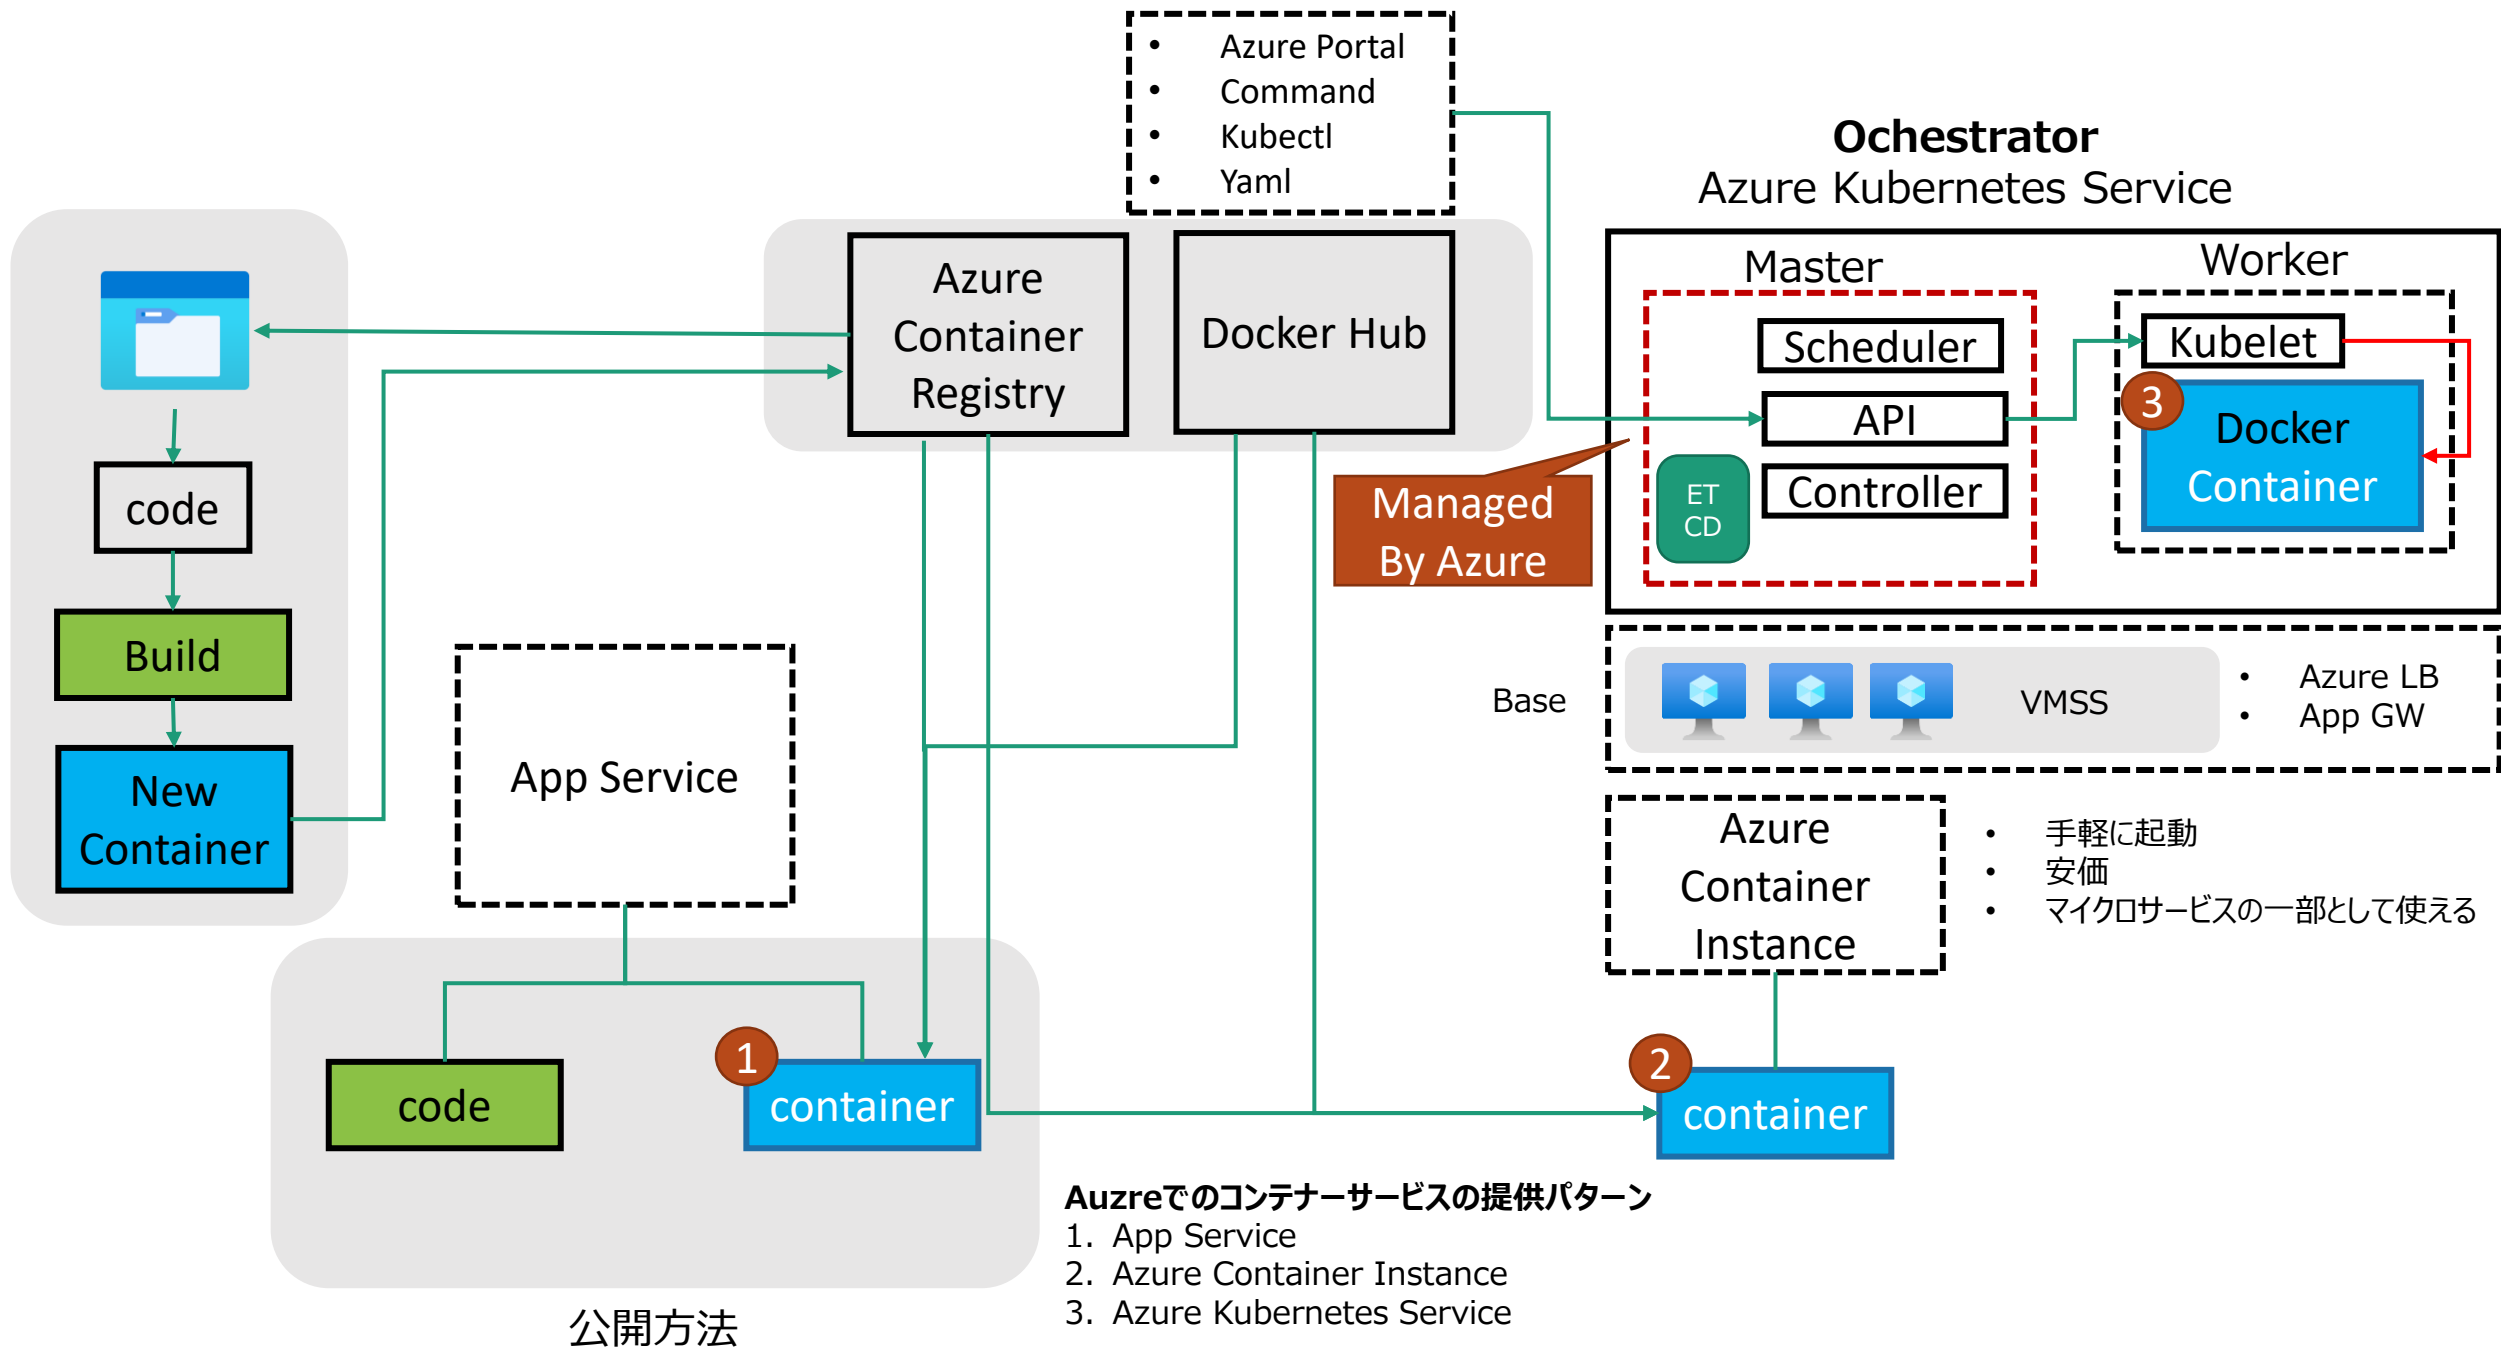 • Azure Portal
• Command
• Kubectl
• Yaml
Ochestrator
Azure Kubernetes Service
Azure
Container
Registry
Docker Hub
Master
Worker
Scheduler
API
Controller
ET
CD
Kubelet
3
Docker
Container
Managed
By Azure
code
Build
New
Container
App Service
Base
VMSS
• Azure LB
• App GW
Azure
Container
Instance
• 手軽に起動
• 安価
• マイクロサービスの一部として使える
code
1
container
2
container
Auzreでのコンテナーサービスの提供パターン
1. App Service
2. Azure Container Instance
3. Azure Kubernetes Service
公開方法